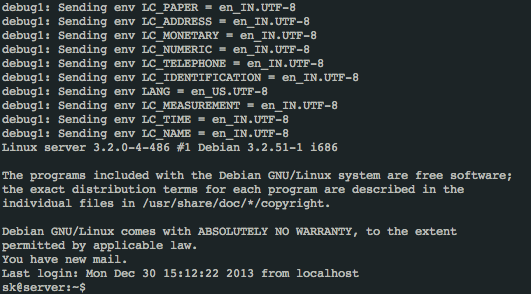 debug1: Sending env LC_PAPER = en_IN.UTF-8
debug1: Sending env LC_ADDRESS = en_IN.UTF-8
debug1: Sending env LC_MONETARY = en_IN.UTF-8
debug1: Sending env LC_NUMERIC = en_IN.UTF-8
debug1: Sending env LC_TELEPHONE = en_IN.UTF-8
debug1: Sending env LC_IDENTIFICATION = en_IN.UTF-8
debug1: Sending env LANG = en_US.UTF-8
debug1: Sending env LC_MEASUREMENT = en_IN.UTF-8
debug1: Sending env LC_TIME = en_IN.UTF-8
debug1: Sending env LC_NAME = en_IN.UTF-8
Linux server 3.2.0-4-486 #1 Debian 3.2.51-1 i686

The programs included with the Debian GNU/Linux system are free software;
the exact distribution terms for each program are described in the
individual files in /usr/share/doc/*/copyright.

Debian GNU/Linux comes with ABSOLUTELY NO WARRANTY, to the extent
permitted by applicable law.
You have new mail.
Last login: Mon Dec 30 15:12:22 2013 from localhost
sk@server:~$